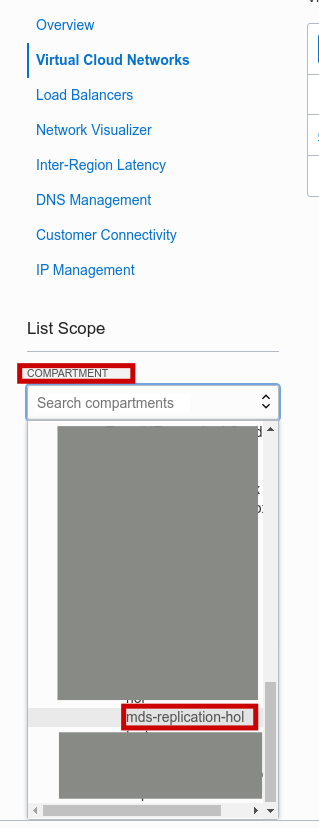 Overview
Virtual Cloud Networks
Load Balancers
Network Visualizer
Inter-Region Latency
DNS Management
Customer Connectivity
IP Management
List Scope
COMPARTMENT
Search compartments
mds-replication-hol